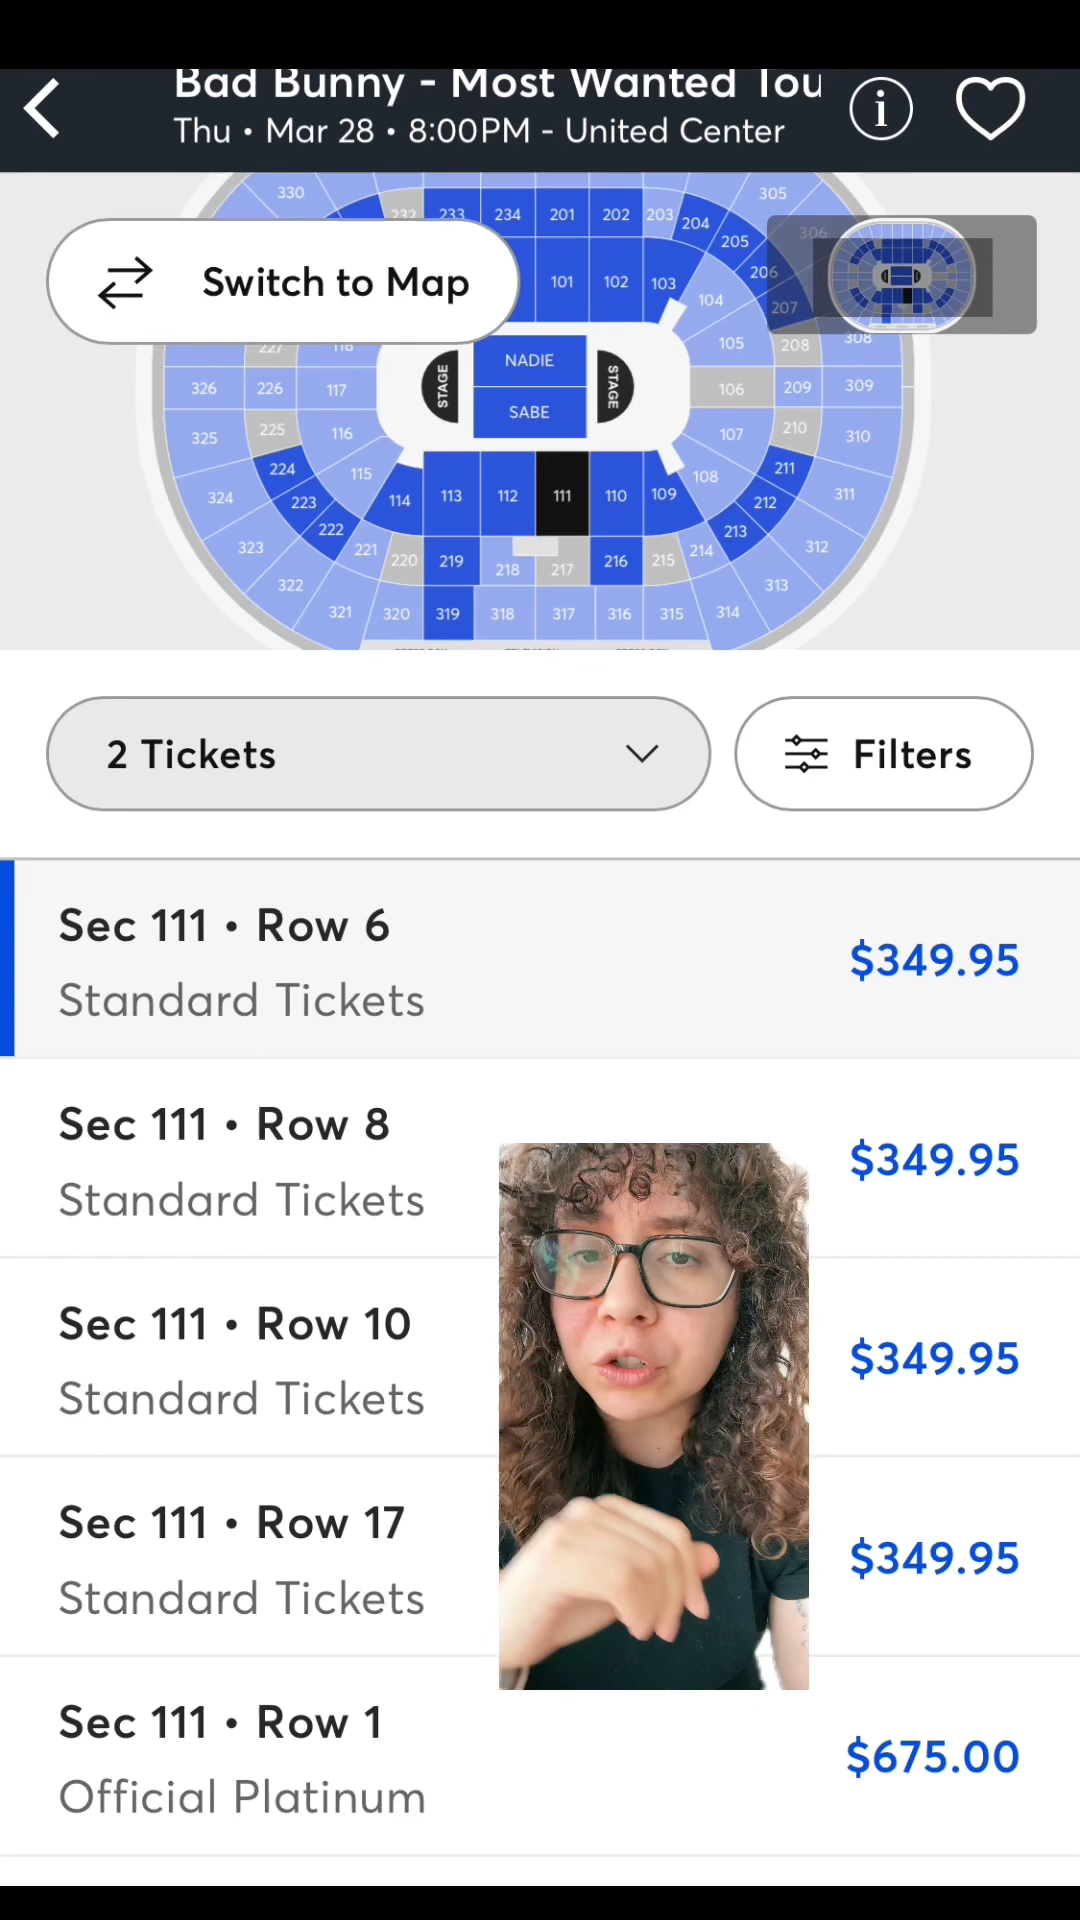 Bad Bunny - Most Wanted Tou
Thu • Mar 28 • 8:00PM - United Center
330
305
232 233 234 201 202 203 204
205
306
206
207
Switch to Map
101 102 103
104
227 118
105 208 308
326 226 117
STAGE
NADIE
SABE
STAGE
106 209 309
325 225 116
107 210 310
224 115
211
324 223
114 113 112 111 110 109 108
212 311
222
213
323 221 220 219 218 217 216 215 214 312
322
313
321 320 319 318 317 316 315 314
2 Tickets
Filters
Sec 111 • Row 6
$349.95
Standard Tickets
Sec 111 • Row 8
$349.95
Standard Tickets
Sec 111 • Row 10
$349.95
Standard Tickets
Sec 111 • Row 17
$349.95
Standard Tickets
Sec 111 • Row 1
$675.00
Official Platinum